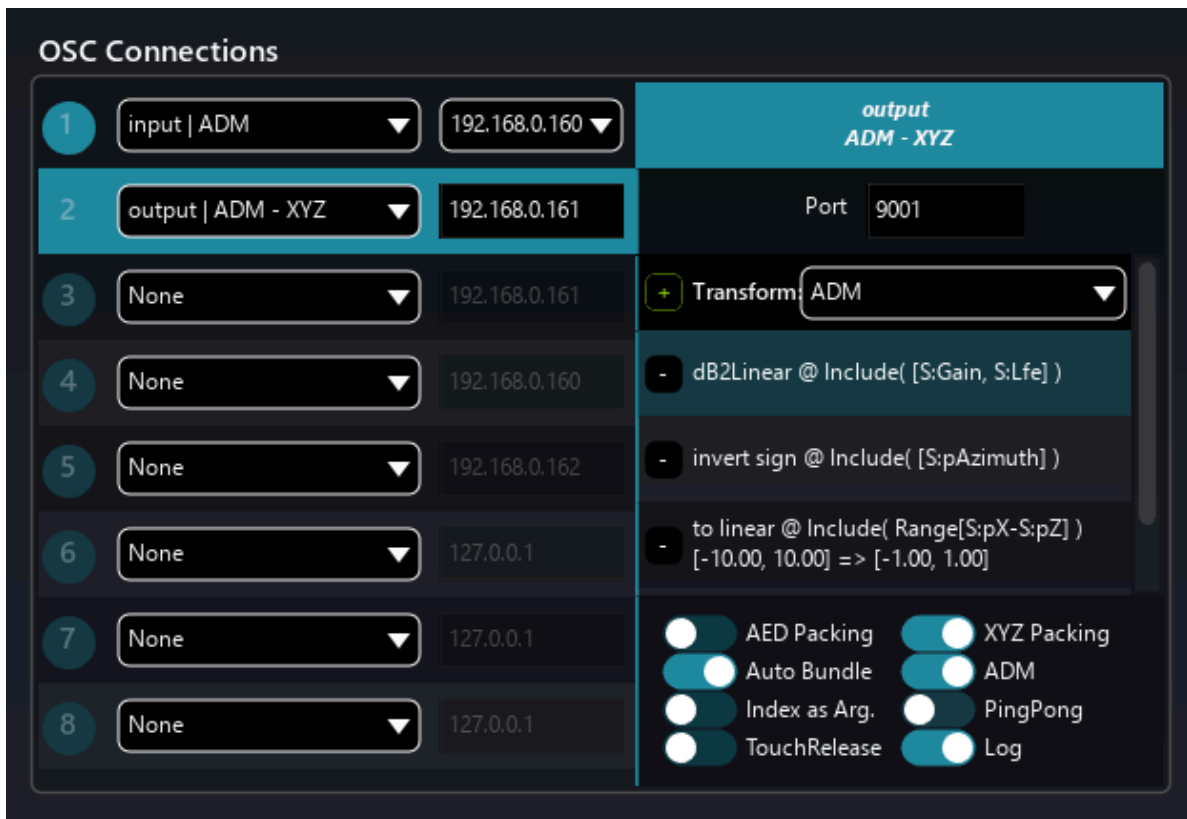 OSC Connections
1 input | ADM 192.168.0.160
2 output | ADM - XYZ 192.168.0.161
3 None 192.168.0.161
4 None 192.168.0.160
5 None 192.168.0.162
6 None 127.0.0.1
7 None 127.0.0.1
8 None 127.0.0.1
output
ADM - XYZ
Port 9001
+ Transform: ADM
- dB2Linear @ Include( [S:Gain, S:Lfe] )
- invert sign @ Include( [S:pAzimuth] )
- to linear @ Include( Range[S:pX-S:pZ] )
[-10.00, 10.00] => [-1.00, 1.00]
AED Packing XYZ Packing
Auto Bundle ADM
Index as Arg. PingPong
TouchRelease Log